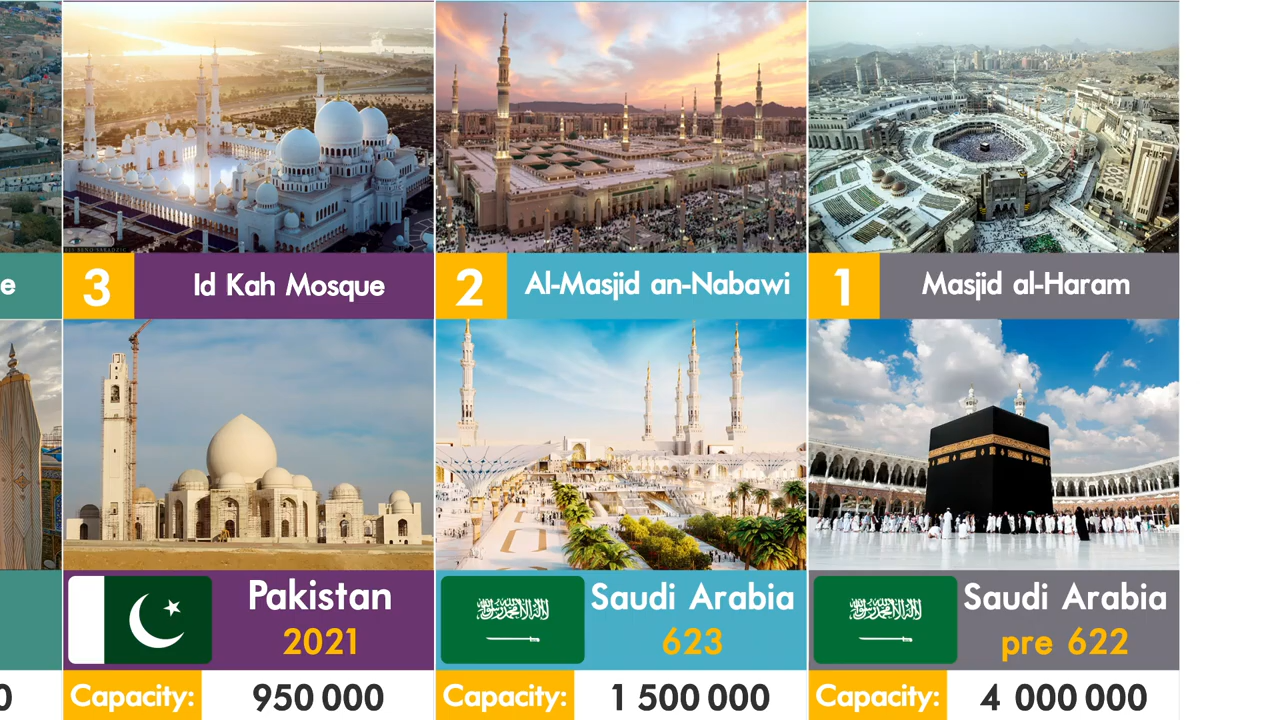 e
3
Id Kah Mosque
2
Al-Masjid an-Nabawi
1
Masjid al-Haram
Pakistan
2021
Saudi Arabia
623
Saudi Arabia
pre 622
0
Capacity:
950 000
Capacity:
1 500 000
Capacity:
4 000 000